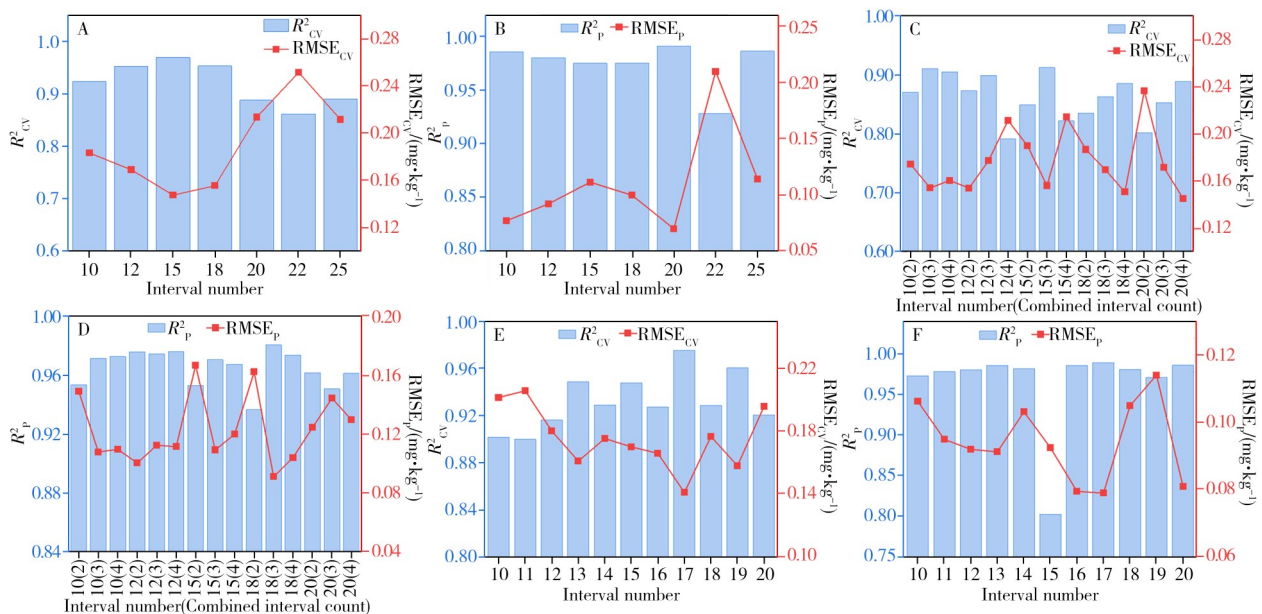 A
R²CV
RMSECV
1.0
0.9
0.8
0.7
0.6
R²CV
0.28
0.24
0.20
0.16
0.12
RMSECV/(mg•kg⁻¹)
10 12 15 18 20 22 25
Interval number
B
R²P RMSEP
1.00
0.95
0.90
0.85
0.80
R²P
0.25
0.20
0.15
0.10
0.05
RMSEP/(mg•kg⁻¹)
10 12 15 18 20 22 25
Interval number
C
R²CV
RMSECV
1.00
0.90
0.80
0.70
0.60
R²CV
0.28
0.24
0.20
0.16
0.12
RMSECV/(mg•kg⁻¹)
10(2) 10(3) 10(4) 12(2) 12(3) 12(4) 15(2) 15(3) 15(4) 18(2) 18(3) 18(4) 20(2) 20(3) 20(4)
Interval number(Combined interval count)
D
R²P RMSEP
1.00
0.96
0.92
0.88
0.84
R²P
0.20
0.16
0.12
0.08
0.04
RMSEP/(mg•kg⁻¹)
10(2) 10(3) 10(4) 12(2) 12(3) 12(4) 15(2) 15(3) 15(4) 18(2) 18(3) 18(4) 20(2) 20(3) 20(4)
Interval number(Combined interval count)
E
R²CV RMSECV
1.00
0.96
0.92
0.88
0.84
0.80
R²CV
0.22
0.18
0.14
0.10
RMSECV/(mg•kg⁻¹)
10 11 12 13 14 15 16 17 18 19 20
Interval number
F
R²P RMSEP
1.00
0.95
0.90
0.85
0.80
0.75
R²P
0.12
0.10
0.08
0.06
RMSEP/(mg•kg⁻¹)
10 11 12 13 14 15 16 17 18 19 20
Interval number